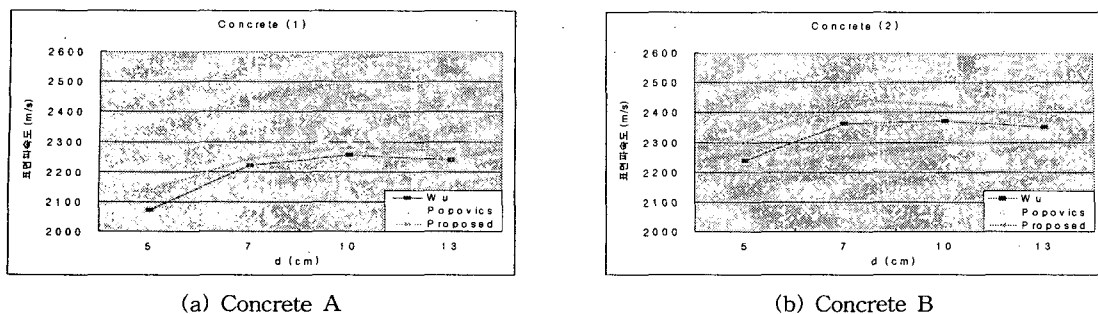 Concrete (1)
2600
2500
2400
2300
2200
2100
2000
표면파속도 (m/s)
5 7 10 13
d (cm)
Wu
Popovics
Proposed
(a) Concrete A
Concrete (2)
2600
2500
2400
2300
2200
2100
2000
표면파속도 (m/s)
5 7 10 13
d (cm)
Wu
Popovics
Proposed
(b) Concrete B